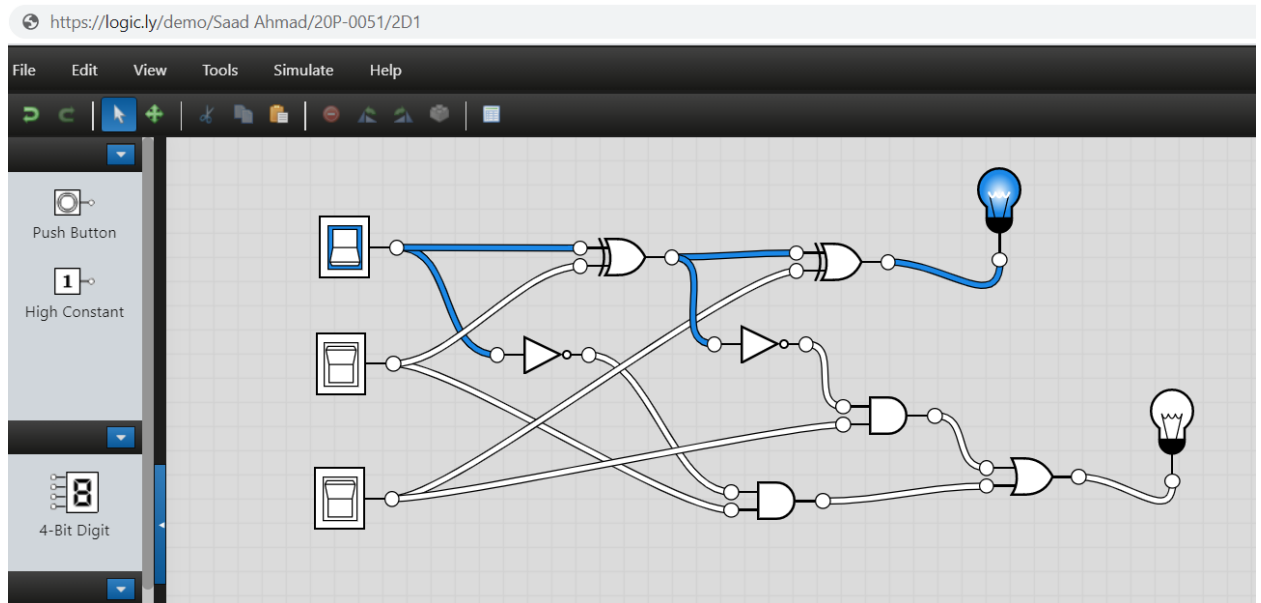 https://logic.ly/demo/Saad Ahmad/20P-0051/2D1
File Edit View Tools Simulate Help
Push Button
1
High Constant
8
4-Bit Digit